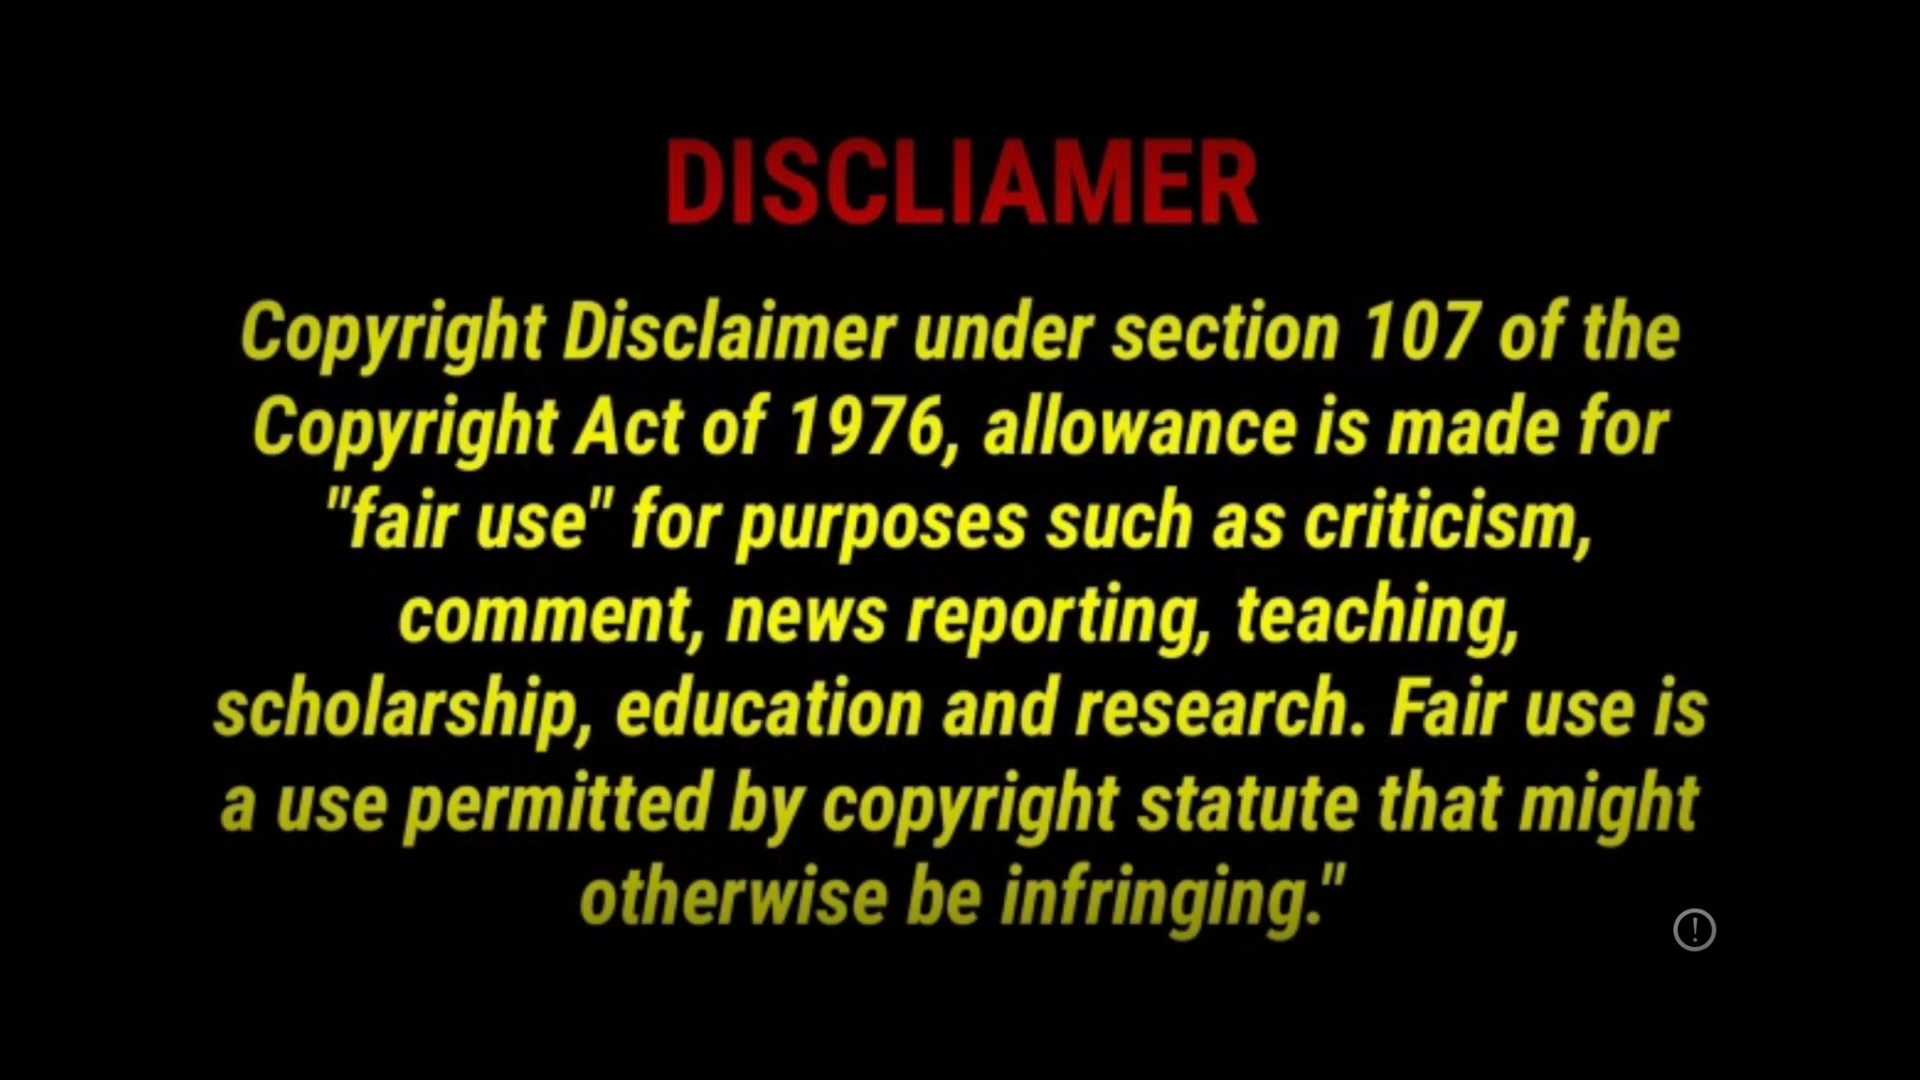 DISCLIAMER
Copyright Disclaimer under section 107 of the
Copyright Act of 1976, allowance is made for
"fair use" for purposes such as criticism,
comment, news reporting, teaching,
scholarship, education and research. Fair use is
a use permitted by copyright statute that might
otherwise be infringing."